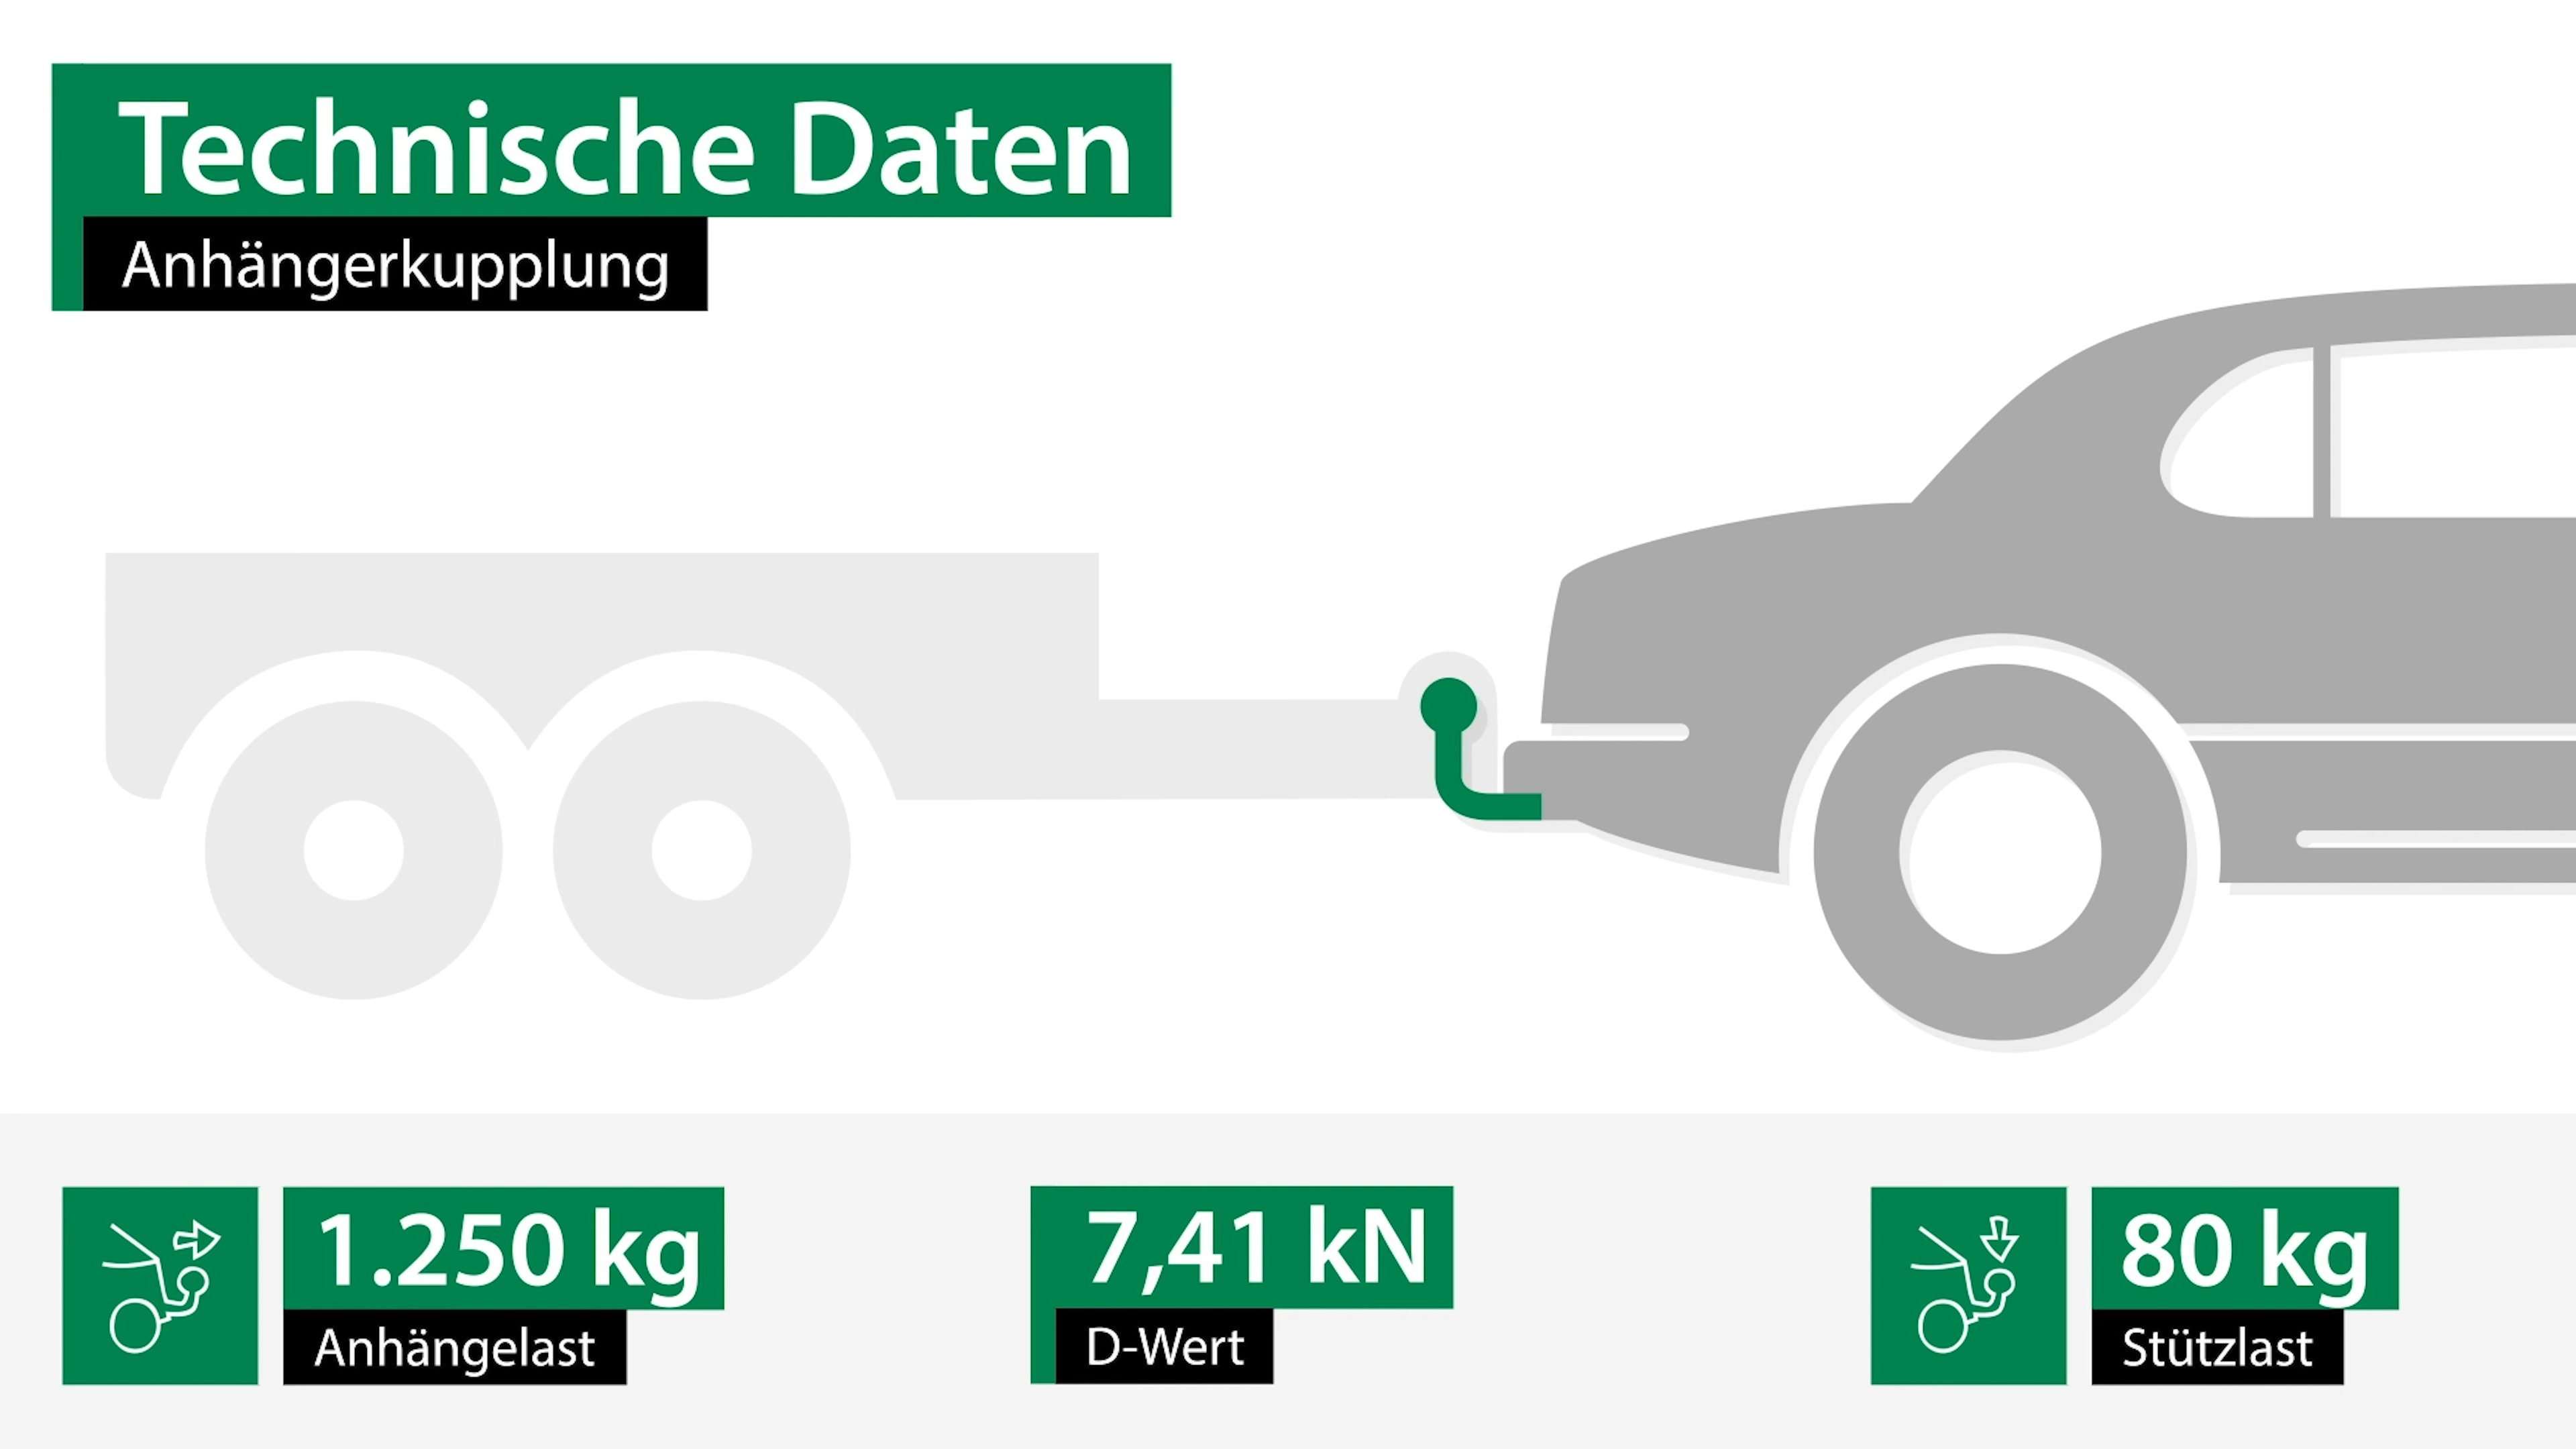 Technische Daten
Anhängerkupplung
1.250 kg
Anhängelast
7,41 kN
D-Wert
80 kg
Stützlast